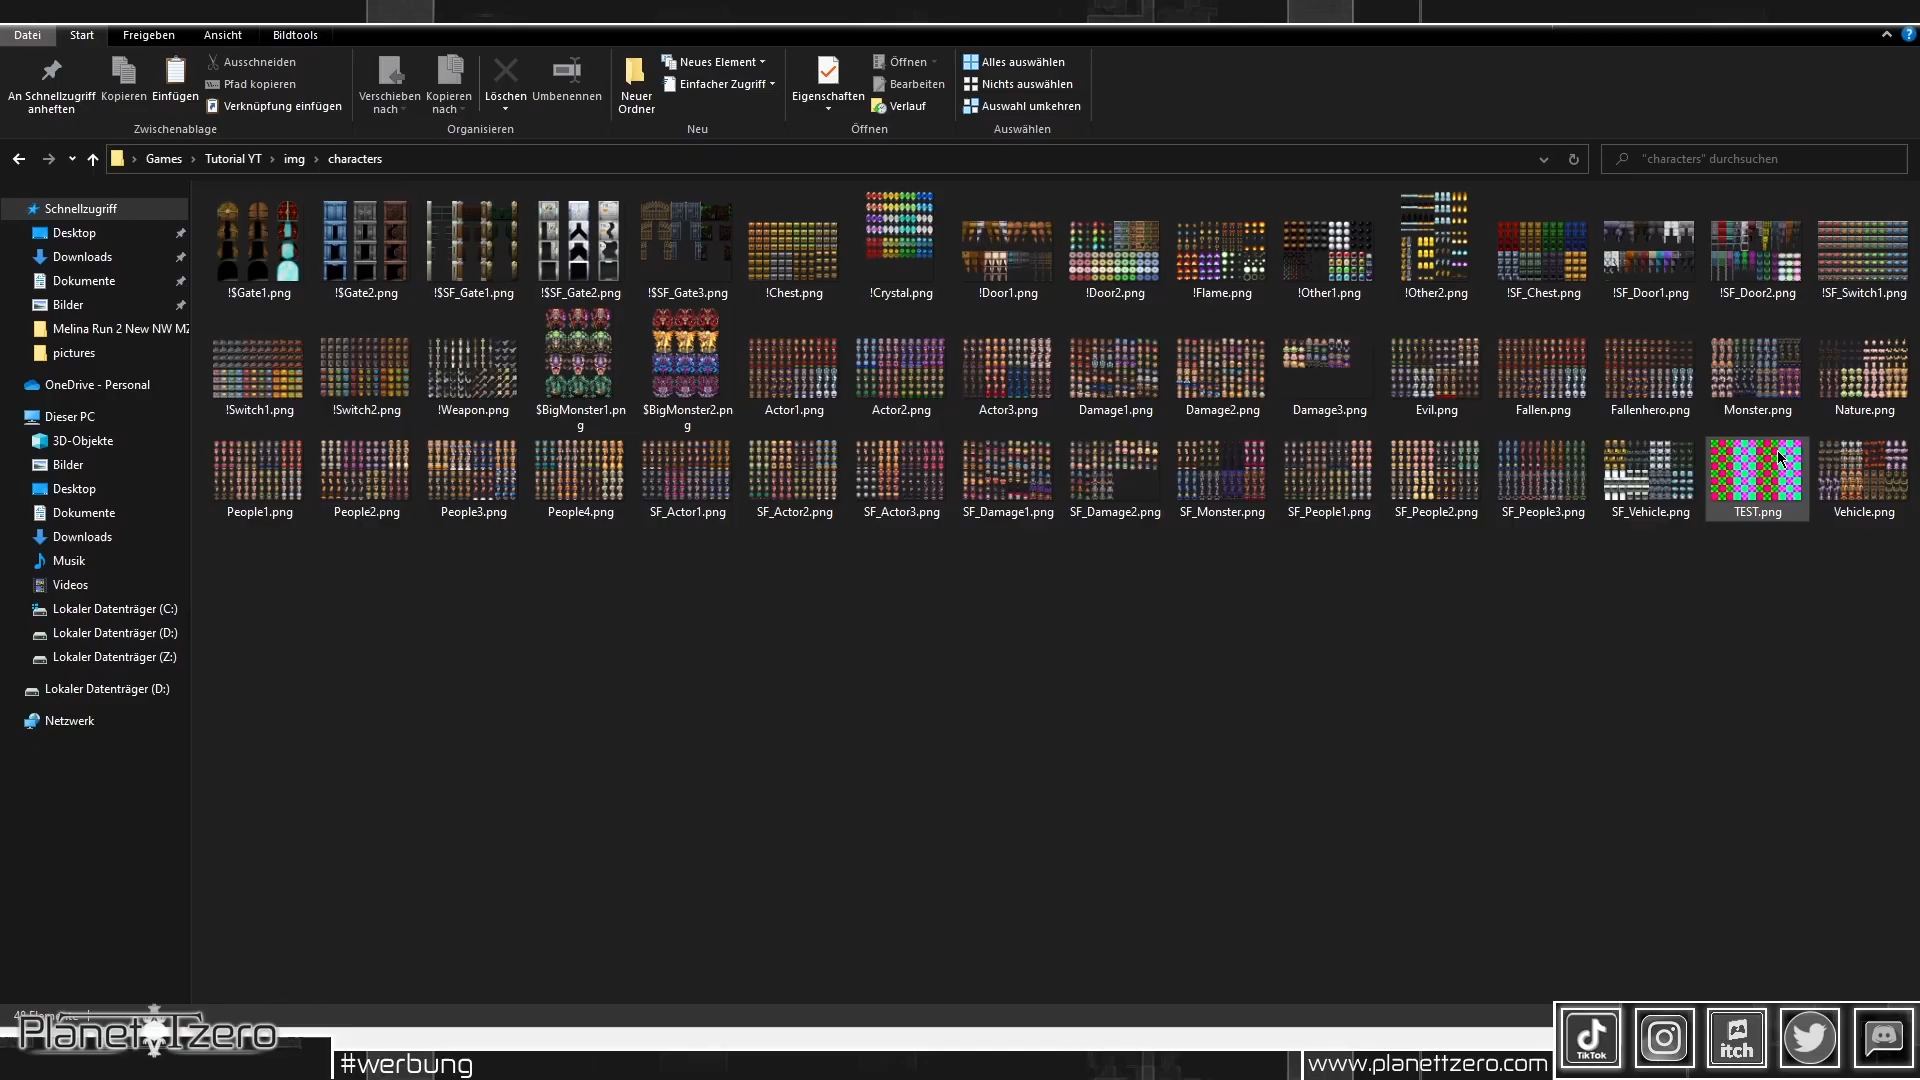 Datei Start Freigeben Ansicht Bildtools
An Schnellzugriff anheften
Kopieren
Einfügen
Ausschneiden
Pfad kopieren
Verknüpfung einfügen
Zwischenablage
Verschieben nach
Kopieren nach
Löschen
Umbenennen
Organisieren
Neuer Ordner
Neues Element
Einfacher Zugriff
Neu
Eigenschaften
Öffnen
Bearbeiten
Verlauf
Öffnen
Alles auswählen
Nichts auswählen
Auswahl umkehren
Auswählen
Games > Tutorial YT > img > characters
"characters" durchsuchen
Schnellzugriff
Desktop
Downloads
Dokumente
Bilder
Melina Run 2 New NW MZ
pictures
OneDrive - Personal
Dieser PC
3D-Objekte
Bilder
Desktop
Dokumente
Downloads
Musik
Videos
Lokaler Datenträger (C:)
Lokaler Datenträger (D:)
Lokaler Datenträger (Z:)
Lokaler Datenträger (D:)
Netzwerk
!$Gate1.png !$Gate2.png !$SF_Gate1.png !$SF_Gate2.png !$SF_Gate3.png !Chest.png !Crystal.png !Door1.png !Door2.png !Flame.png !Other1.png !Other2.png !SF_Chest.png !SF_Door1.png !SF_Door2.png !SF_Switch1.png
!Switch1.png !Switch2.png !Weapon.png $BigMonster1.png $BigMonster2.png Actor1.png Actor2.png Actor3.png Damage1.png Damage2.png Damage3.png Evil.png Fallen.png Fallenhero.png Monster.png Nature.png
People1.png People2.png People3.png People4.png SF_Actor1.png SF_Actor2.png SF_Actor3.png SF_Damage1.png SF_Damage2.png SF_Monster.png SF_People1.png SF_People2.png SF_People3.png SF_Vehicle.png TEST.png Vehicle.png
48 Elemente
PlanetTzero
#werbung
www.planettzero.com
TikTok
itch